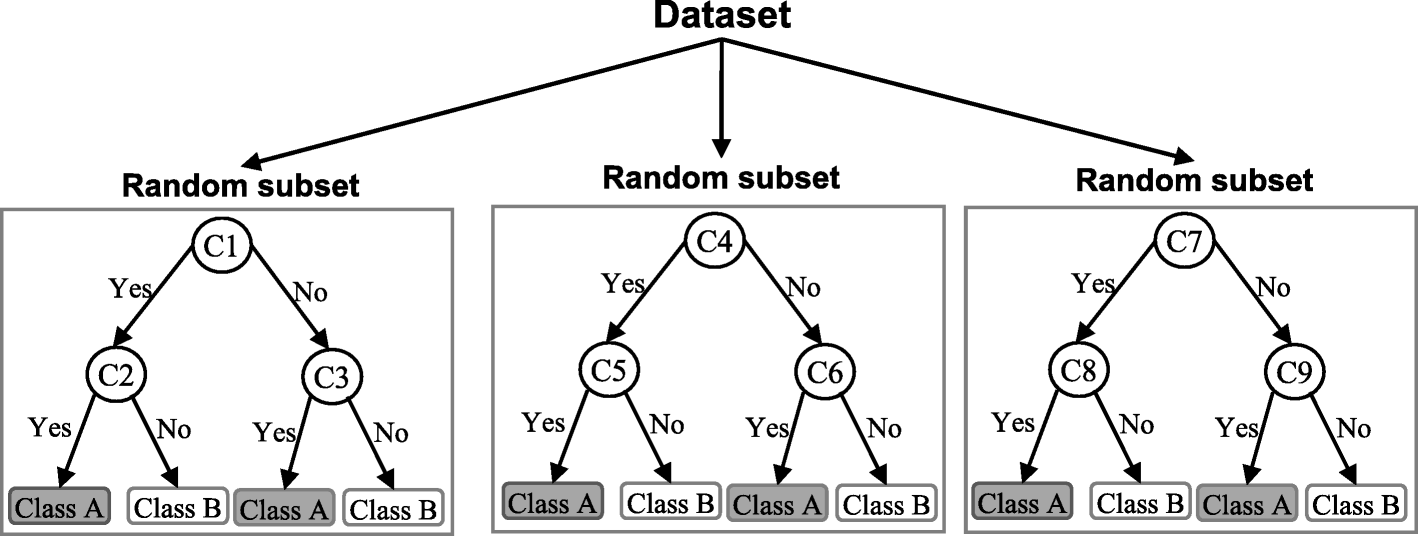 Dataset
Random subset
Random subset
Random subset
C1
C4
C7
Yes
No
Yes
No
Yes
No
C2
C3
C5
C6
C8
C9
Yes
No
Yes
No
Yes
No
Yes
No
Yes
No
Yes
No
Class A
Class B
Class A
Class B
Class A
Class B
Class A
Class B
Class A
Class B
Class A
Class B